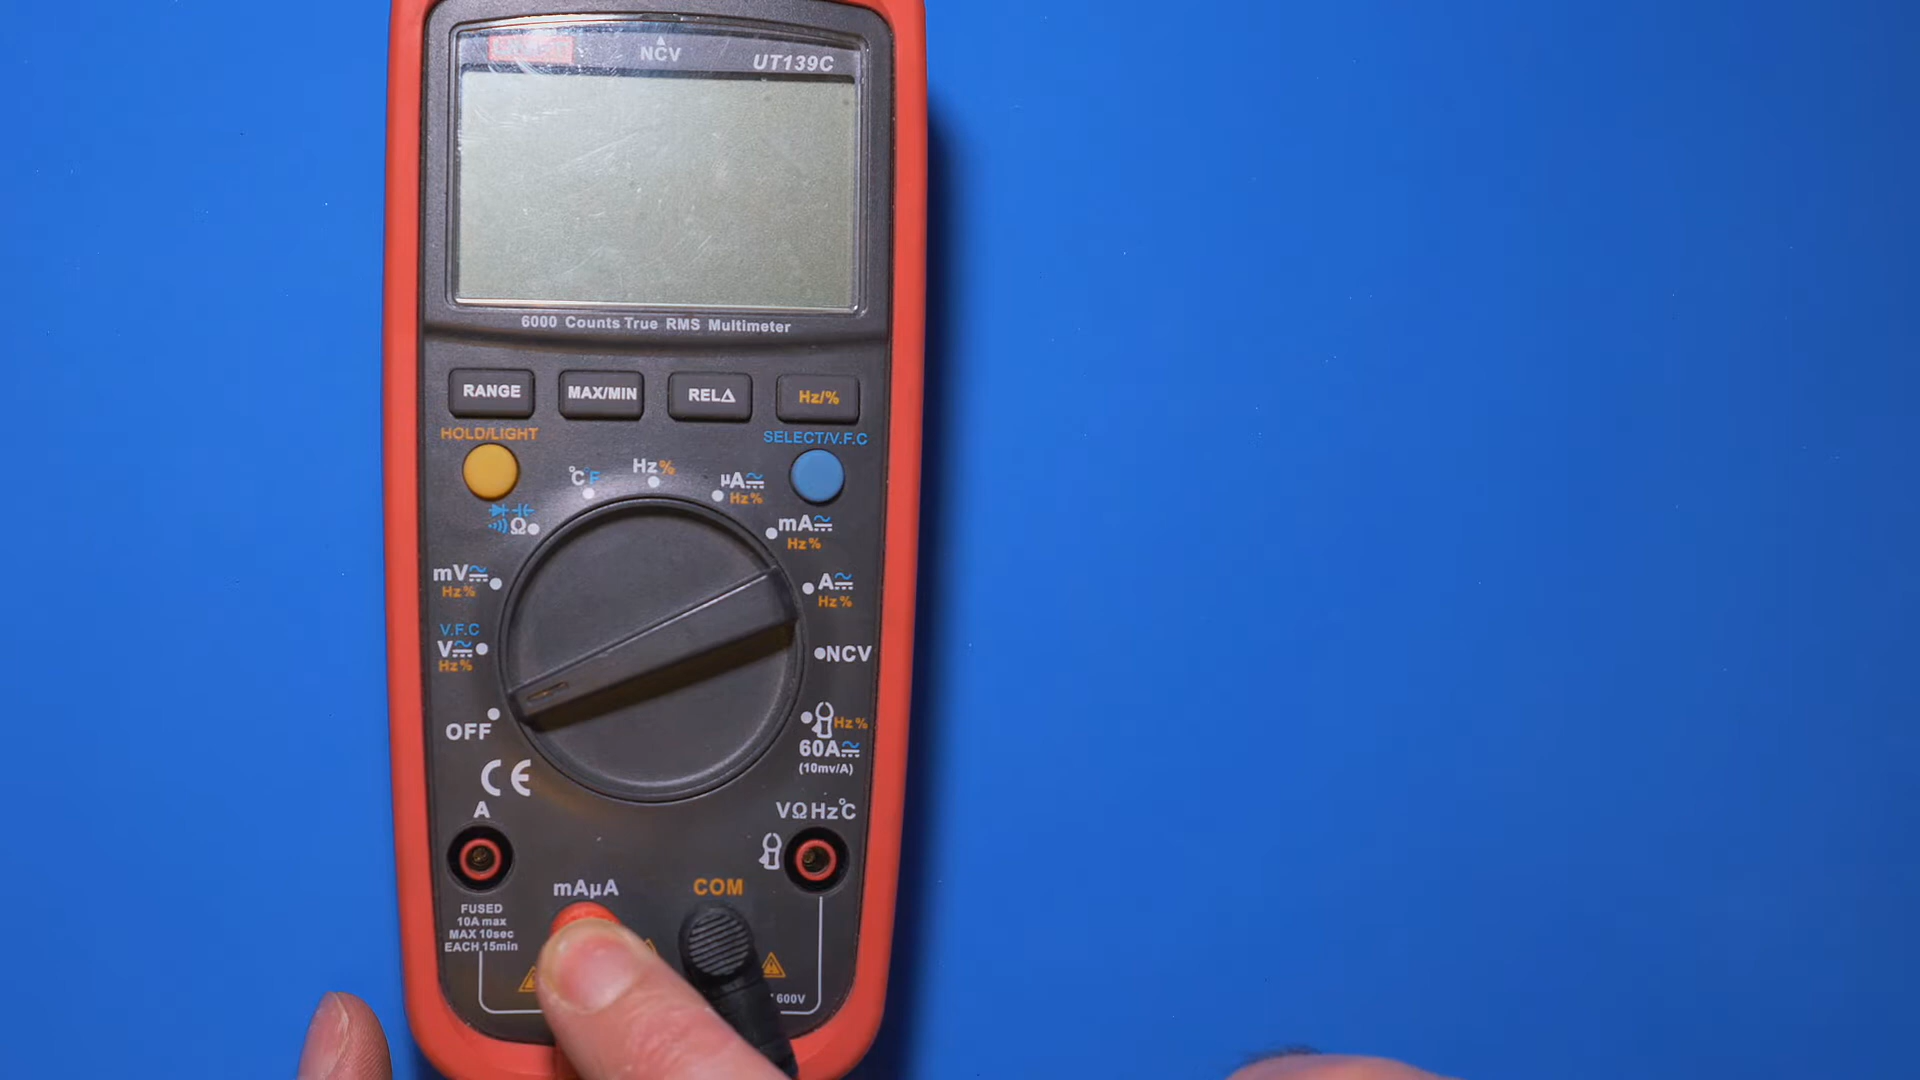 NCV
UT139C
6000 Counts True RMS Multimeter
RANGE
MAX/MIN
RELΔ
Hz/%
HOLD/LIGHT
SELECT/V.F.C
°C °F
Hz%
µA
Hz%
Ω
mA
Hz%
mV
Hz%
A
Hz%
V.F.C
V
Hz%
NCV
OFF
Hz%
60A
(10mv/A)
CE
A
VΩHz°C
mAµA
COM
FUSED
10A max
MAX 10sec
EACH 15min
600V